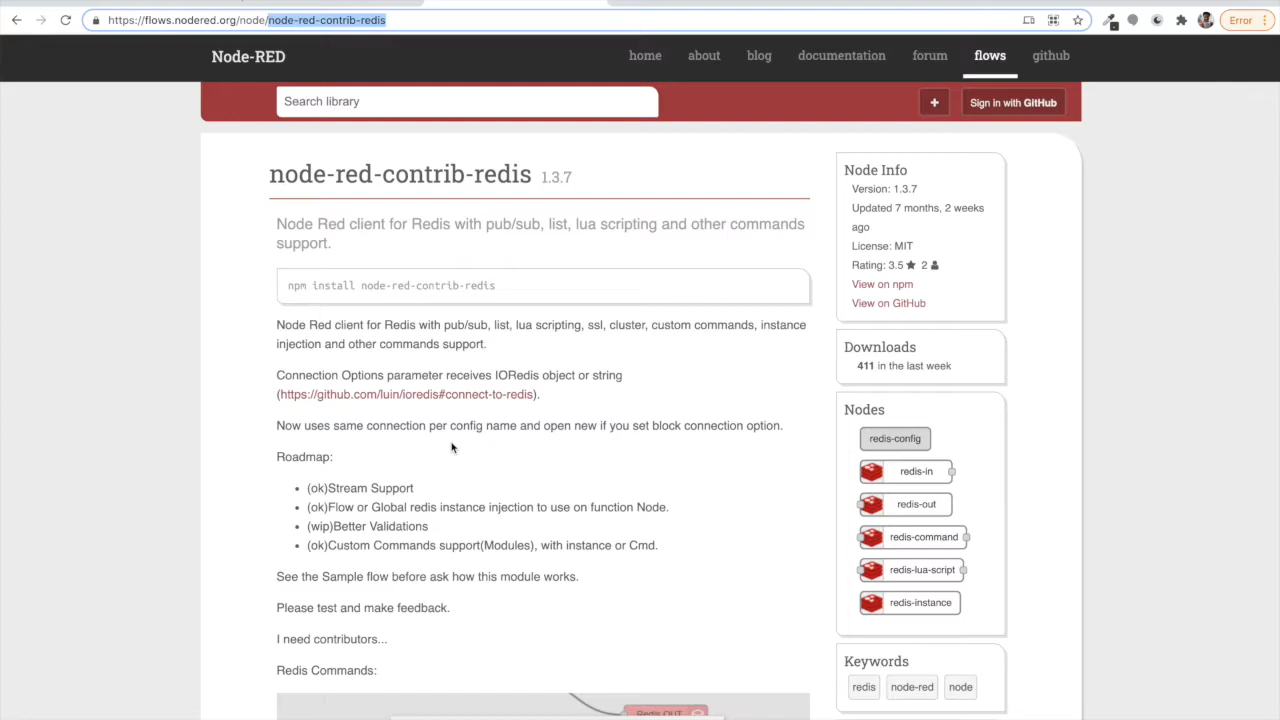 https://flows.nodered.org/node/node-red-contrib-redis
Error
Node-RED
home
about
blog
documentation
forum
flows
github
Search library
+
Sign in with GitHub
node-red-contrib-redis 1.3.7
Node Red client for Redis with pub/sub, list, lua scripting and other commands
support.
npm install node-red-contrib-redis
Node Red client for Redis with pub/sub, list, lua scripting, ssl, cluster, custom commands, instance
injection and other commands support.
Connection Options parameter receives IORedis object or string
(https://github.com/luin/ioredis#connect-to-redis).
Now uses same connection per config name and open new if you set block connection option.
Roadmap:
• (ok)Stream Support
• (ok)Flow or Global redis instance injection to use on function Node.
• (wip)Better Validations
• (ok)Custom Commands support(Modules), with instance or Cmd.
See the Sample flow before ask how this module works.
Please test and make feedback.
I need contributors...
Redis Commands:
Redis OUT
Node Info
Version: 1.3.7
Updated 7 months, 2 weeks
ago
License: MIT
Rating: 3.5 ★ 2
View on npm
View on GitHub
Downloads
411 in the last week
Nodes
redis-config
redis-in
redis-out
redis-command
redis-lua-script
redis-instance
Keywords
redis
node-red
node